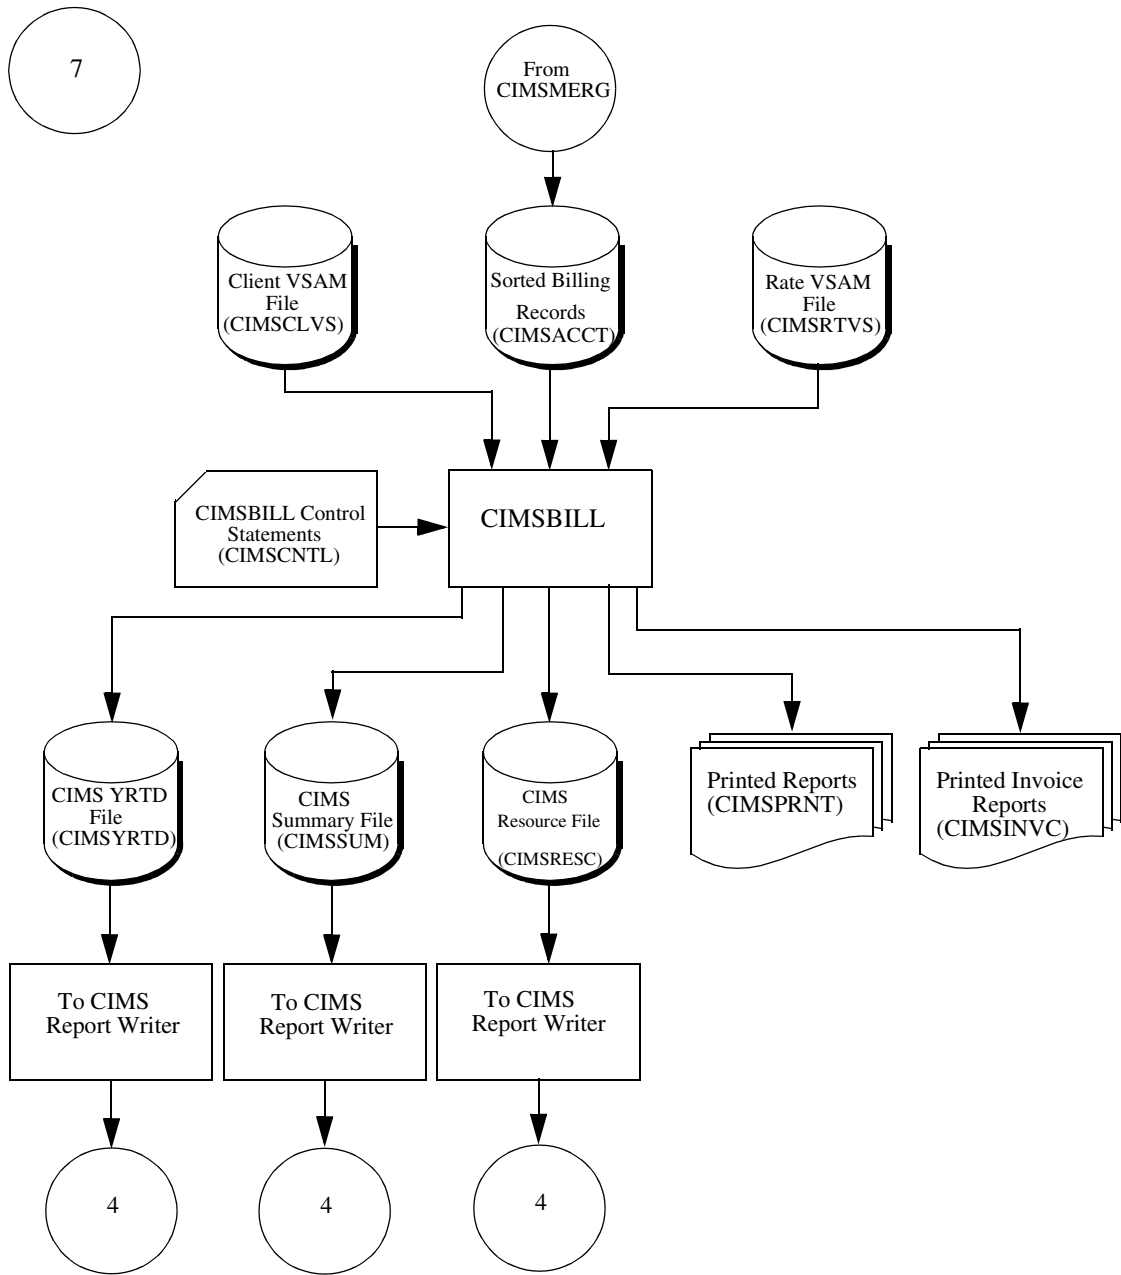 7
From
CIMSMERG
Client VSAM
File
(CIMSCLVS)
Sorted Billing
Records
(CIMSACCT)
Rate VSAM
File
(CIMSRTVS)
CIMSBILL Control
Statements
(CIMSCNTL)
CIMSBILL
CIMS YRTD
File
(CIMSYRTD)
CIMS
Summary File
(CIMSSUM)
CIMS
Resource File
(CIMSRESC)
Printed Reports
(CIMSPRNT)
Printed Invoice
Reports
(CIMSINVC)
To CIMS
Report Writer
To CIMS
Report Writer
To CIMS
Report Writer
4
4
4